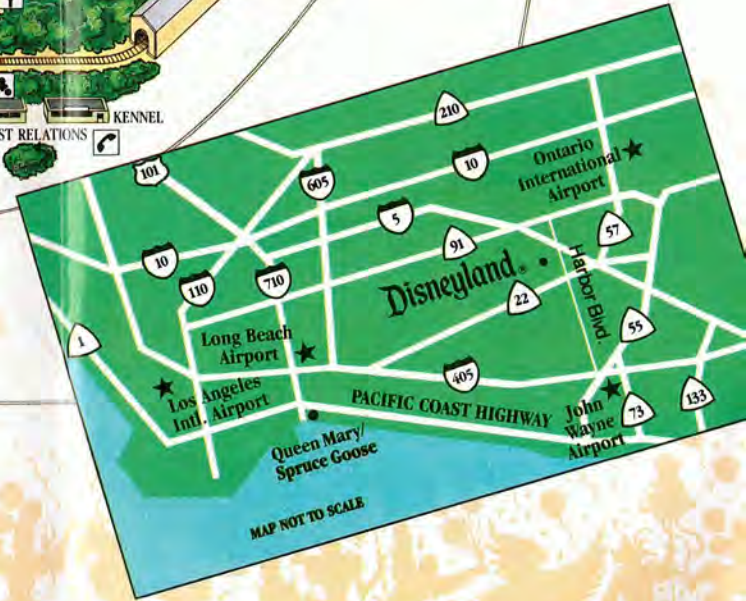 KENNEL
ST RELATIONS
210
101
605
10
Ontario
International
Airport
5
57
91
10
110
710
Disneyland®
Harbor Blvd.
22
1
Long Beach
Airport
55
Los Angeles
Intl. Airport
405
PACIFIC COAST HIGHWAY
John
Wayne
Airport
73
133
Queen Mary/
Spruce Goose
MAP NOT TO SCALE